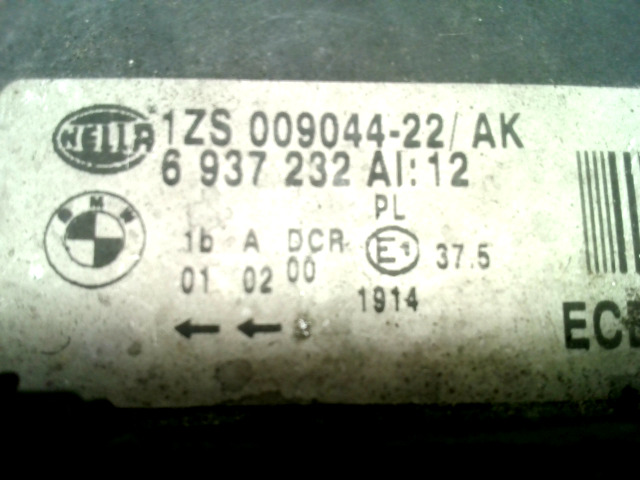 HELLA 1ZS 009044-22/ AK
6 937 232 AI:12
BMW
PL
1b A DCR E1 37.5
01 02 00
1914